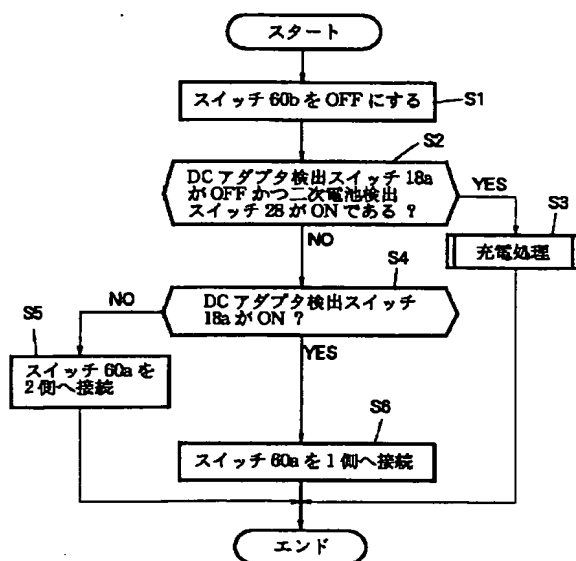 スタート
スイッチ 60b を OFF にする
S1
S2
DC アダプタ検出スイッチ 18a
が OFF かつ二次電池検出
スイッチ 28 が ON である ?
YES
S3
充電処理
NO
S4
DC アダプタ検出スイッチ
18a が ON ?
NO
S5
スイッチ 60a を
2 側へ接続
YES
S6
スイッチ 60a を 1 側へ接続
エンド